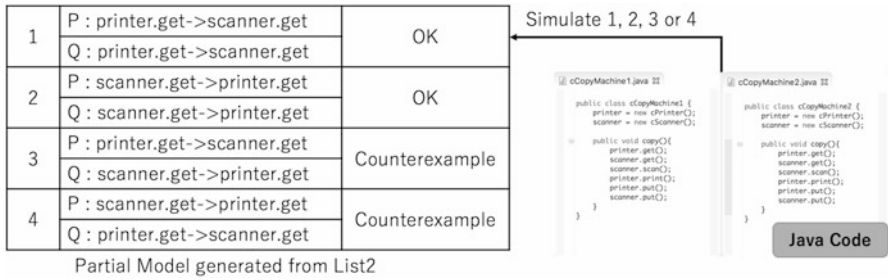 Simulate 1, 2, 3 or 4
1
P : printer.get->scanner.get
Q : printer.get->scanner.get
OK
2
P : scanner.get->printer.get
Q : scanner.get->printer.get
OK
3
P : printer.get->scanner.get
Q : scanner.get->printer.get
Counterexample
4
P : scanner.get->printer.get
Q : printer.get->scanner.get
Counterexample
Partial Model generated from List2
cCopyMachine1.java
public class cCopyMachine1 {
printer = new cPrinter();
scanner = new cScanner();
public void copy(){
printer.get();
scanner.get();
scanner.scan();
printer.print();
printer.put();
scanner.put();
}
}
cCopyMachine2.java
public class cCopyMachine2 {
printer = new cPrinter();
scanner = new cScanner();
public void copy(){
printer.get();
scanner.get();
scanner.scan();
printer.print();
printer.put();
scanner.put();
}
}
Java Code